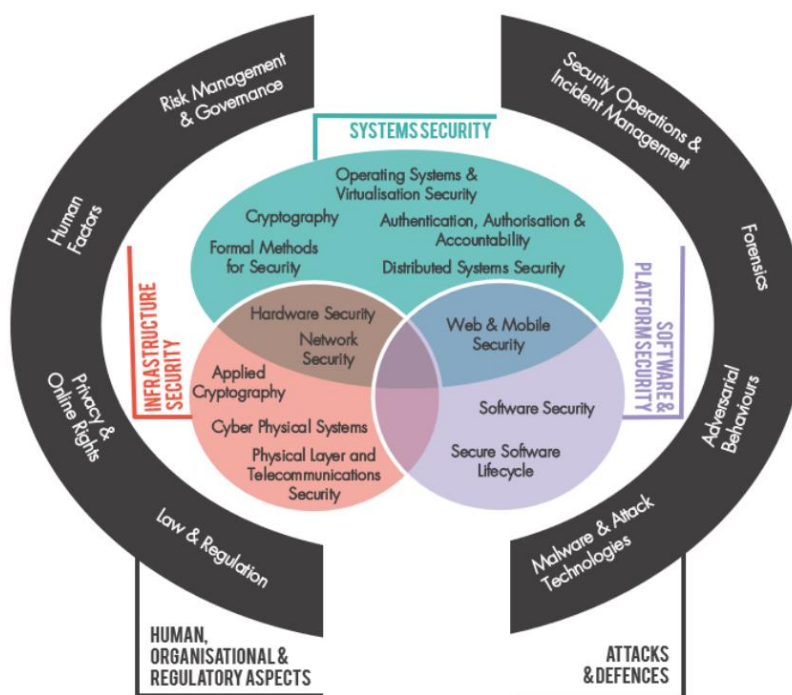 Risk Management
& Governance
Human
Factors
Privacy &
Online Rights
Law & Regulation
HUMAN,
ORGANISATIONAL &
REGULATORY ASPECTS
SYSTEMS SECURITY
Operating Systems &
Virtualisation Security
Cryptography
Authentication, Authorisation &
Accountability
Formal Methods
for Security
Distributed Systems Security
INFRASTRUCTURE
SECURITY
Hardware Security
Network
Security
Applied
Cryptography
Cyber Physical Systems
Physical Layer and
Telecommunications
Security
Web & Mobile
Security
Software Security
Secure Software
Lifecycle
SOFTWARE &
PLATFORM SECURITY
Security Operations &
Incident Management
Forensics
Adversarial
Behaviours
Malware & Attack
Technologies
ATTACKS
& DEFENCES